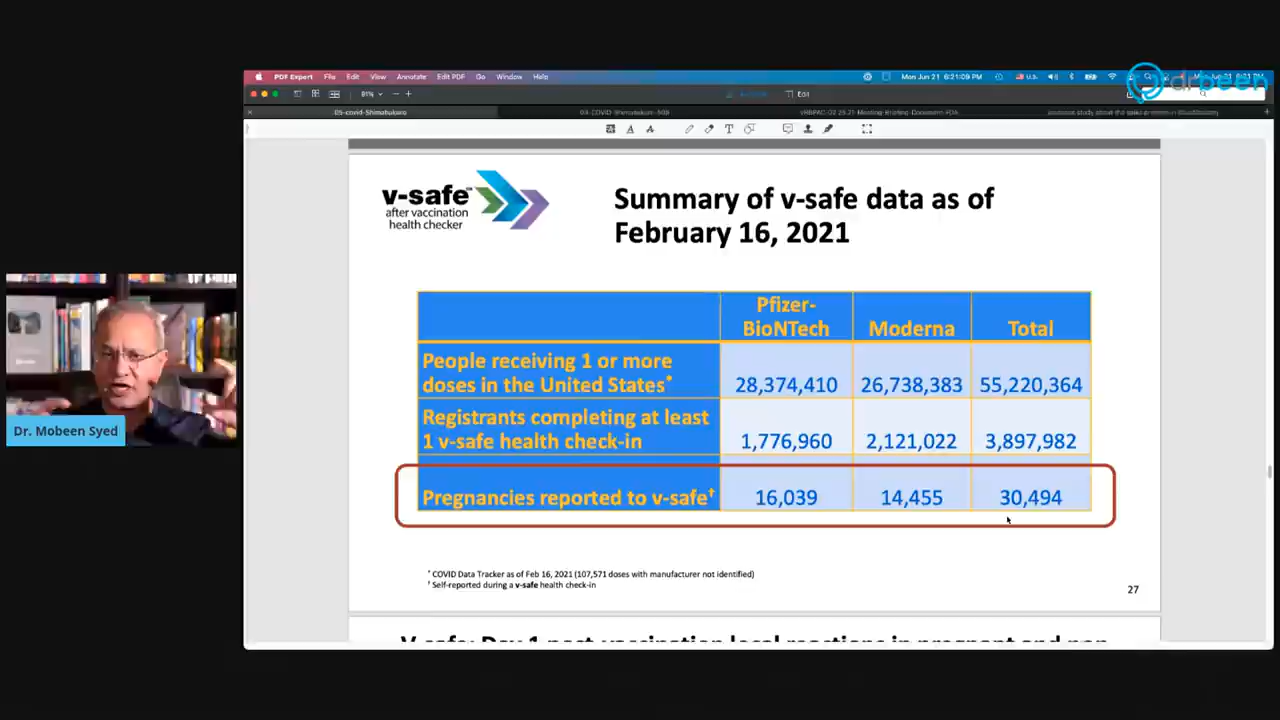 PDF Expert File Edit View Annotate Edit PDF Go Window Help
Mon Jun 21 6:21:09 PM
drbeen
81%
Edit
05-covid-Shimabukuro
v-safe™
after vaccination
health checker
Summary of v-safe data as of
February 16, 2021
Pfizer-
BioNTech Moderna Total
People receiving 1 or more
doses in the United States* 28,374,410 26,738,383 55,220,364
Registrants completing at least
1 v-safe health check-in 1,776,960 2,121,022 3,897,982
Pregnancies reported to v-safe† 16,039 14,455 30,494
* COVID Data Tracker as of Feb 16, 2021 (107,571 doses with manufacturer not identified)
† Self-reported during a v-safe health check-in
27
Dr. Mobeen Syed
V-safe: Day 1 post-vaccination local reactions in pregnant and non